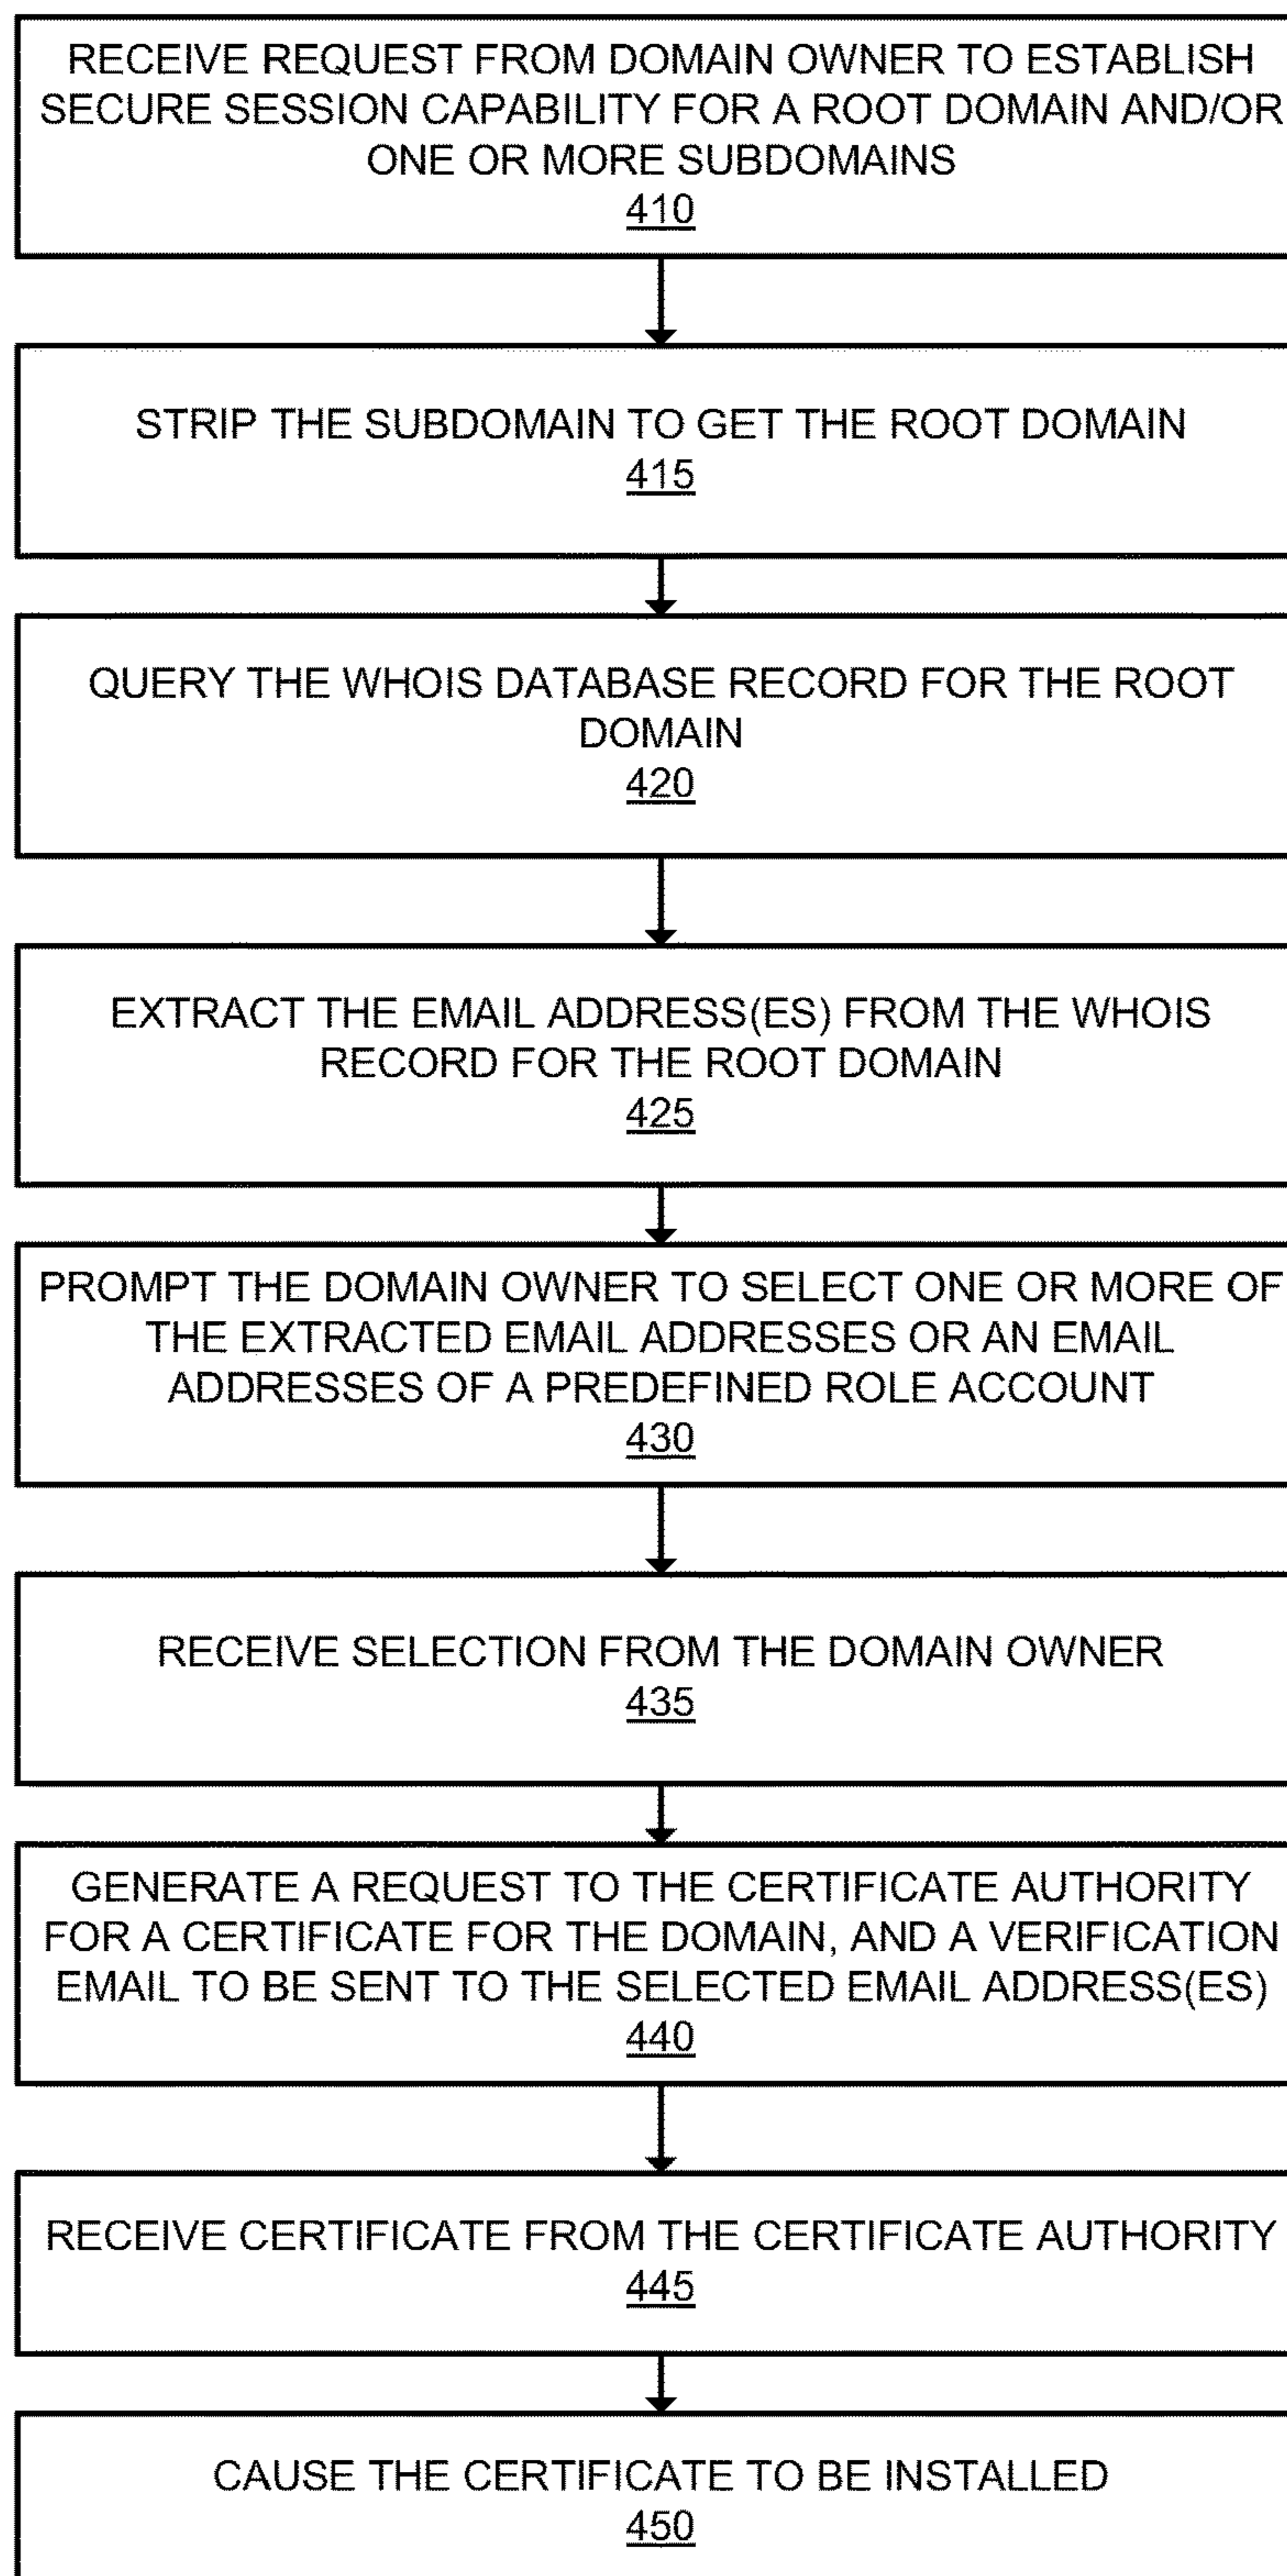 RECEIVE REQUEST FROM DOMAIN OWNER TO ESTABLISH
SECURE SESSION CAPABILITY FOR A ROOT DOMAIN AND/OR
ONE OR MORE SUBDOMAINS
410
STRIP THE SUBDOMAIN TO GET THE ROOT DOMAIN
415
QUERY THE WHOIS DATABASE RECORD FOR THE ROOT
DOMAIN
420
EXTRACT THE EMAIL ADDRESS(ES) FROM THE WHOIS
RECORD FOR THE ROOT DOMAIN
425
PROMPT THE DOMAIN OWNER TO SELECT ONE OR MORE OF
THE EXTRACTED EMAIL ADDRESSES OR AN EMAIL
ADDRESSES OF A PREDEFINED ROLE ACCOUNT
430
RECEIVE SELECTION FROM THE DOMAIN OWNER
435
GENERATE A REQUEST TO THE CERTIFICATE AUTHORITY
FOR A CERTIFICATE FOR THE DOMAIN, AND A VERIFICATION
EMAIL TO BE SENT TO THE SELECTED EMAIL ADDRESS(ES)
440
RECEIVE CERTIFICATE FROM THE CERTIFICATE AUTHORITY
445
CAUSE THE CERTIFICATE TO BE INSTALLED
450